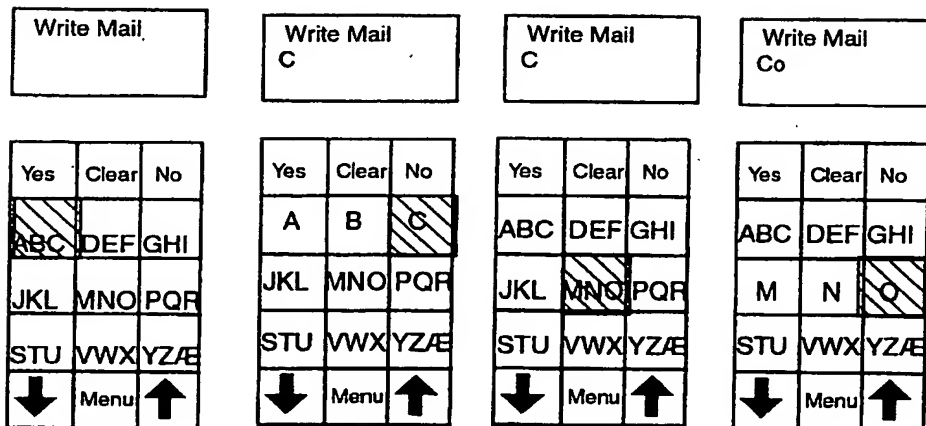 Write Mail
Yes Clear No
ABC DEF GHI
JKL MNO PQR
STU VWX YZÆ
Menu
Write Mail
C
Yes Clear No
A B C
JKL MNO PQR
STU VWX YZÆ
Menu
Write Mail
C
Yes Clear No
ABC DEF GHI
JKL MNO PQR
STU VWX YZÆ
Menu
Write Mail
Co
Yes Clear No
ABC DEF GHI
M N O
STU VWX YZÆ
Menu